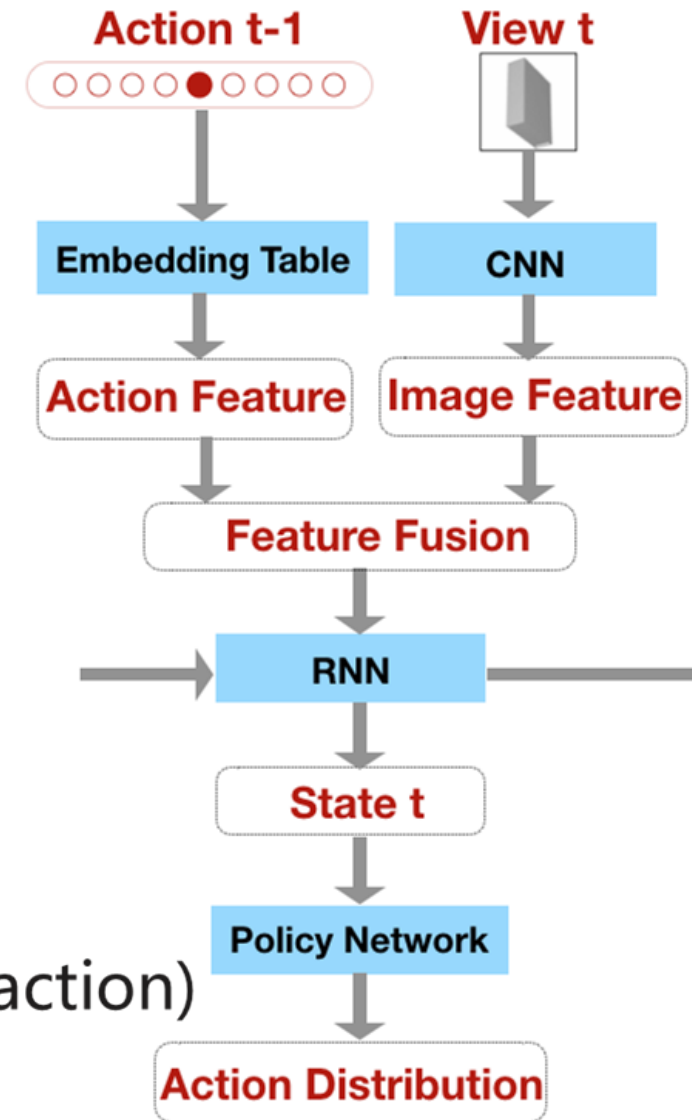 Action t-1
View t
Embedding Table
CNN
Action Feature
Image Feature
Feature Fusion
RNN
State t
Policy Network
action)
Action Distribution